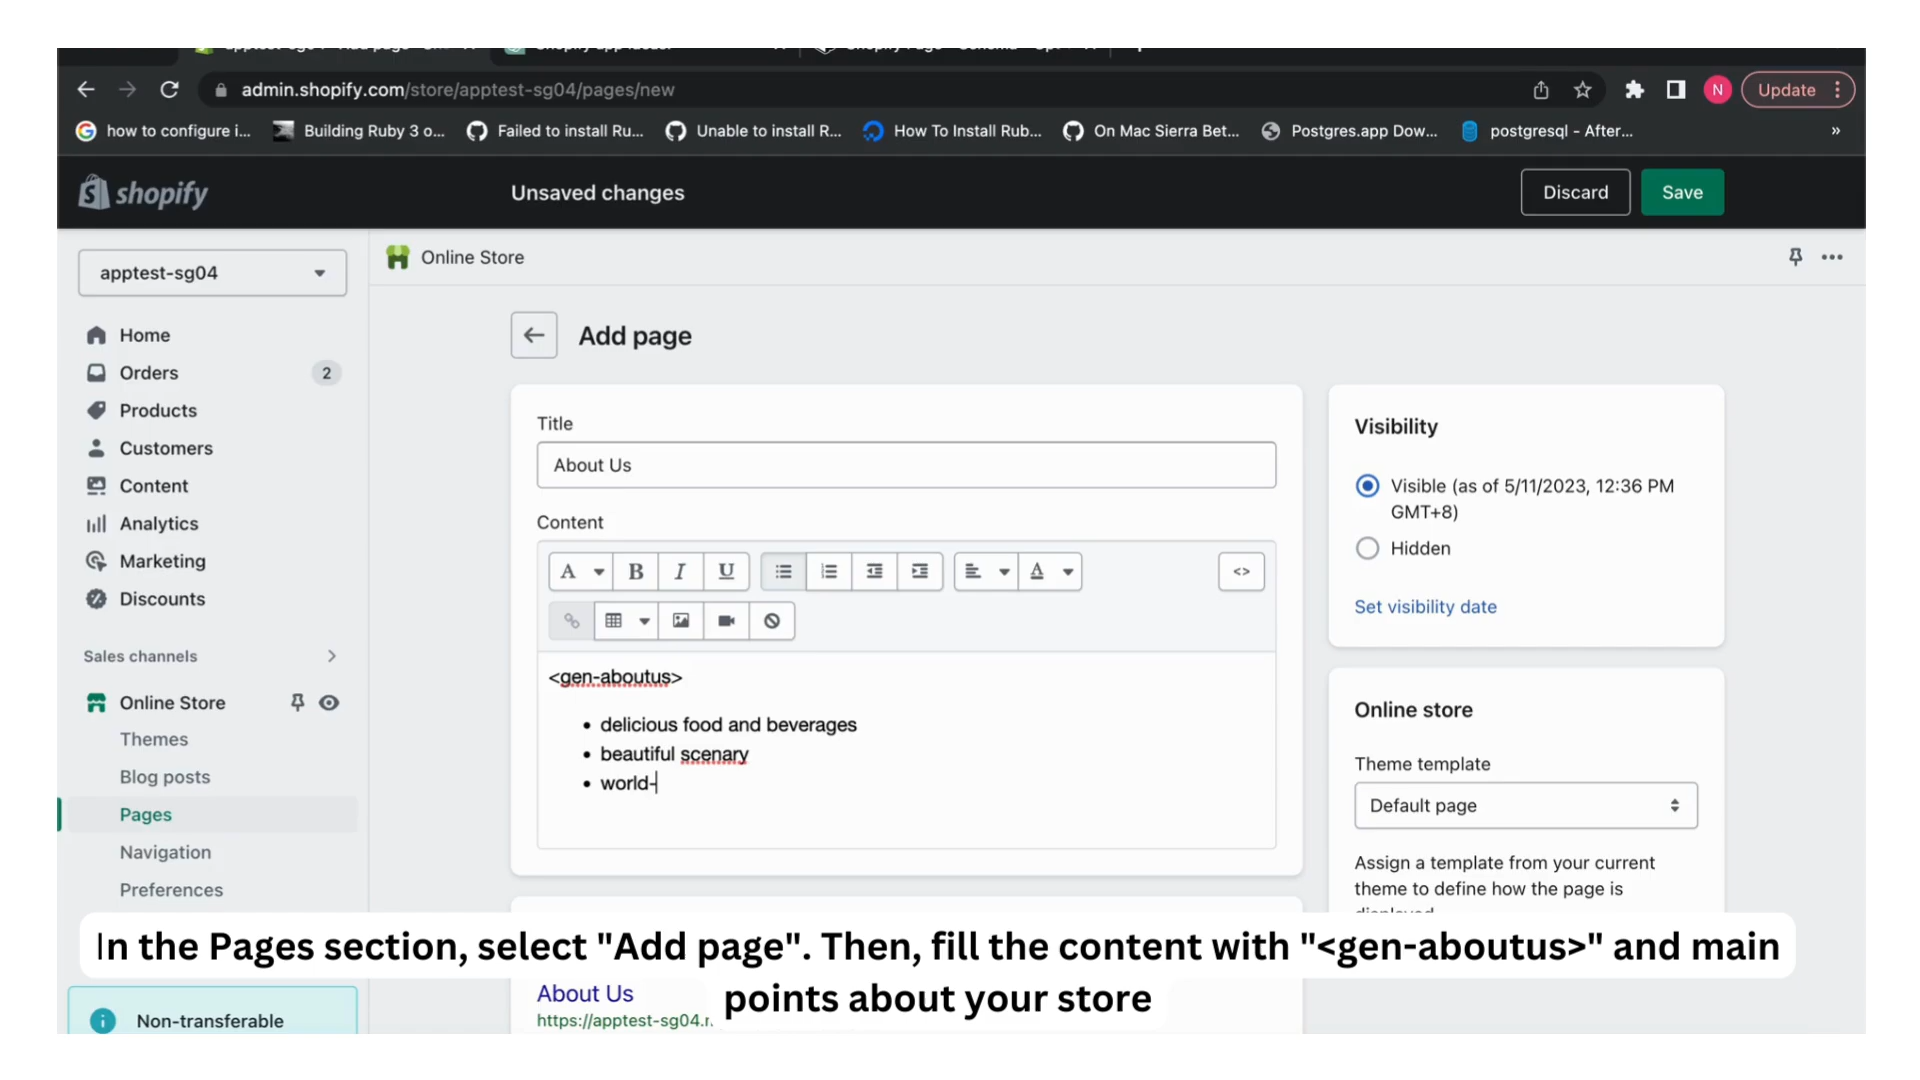 admin.shopify.com/store/apptest-sg04/pages/new
N
Update
how to configure i...
Building Ruby 3 o...
Failed to install Ru...
Unable to install R...
How To Install Rub...
On Mac Sierra Bet...
Postgres.app Dow...
postgresql - After...
»
shopify
Unsaved changes
Discard
Save
apptest-sg04
Online Store
Home
Orders
2
Products
Customers
Content
Analytics
Marketing
Discounts
Sales channels
Online Store
Themes
Blog posts
Pages
Navigation
Preferences
Non-transferable
Add page
Title
About Us
Content
A
B
I
U
A
<>
<gen-aboutus>
• delicious food and beverages
• beautiful scenary
• world-
Visibility
Visible (as of 5/11/2023, 12:36 PM
GMT+8)
Hidden
Set visibility date
Online store
Theme template
Default page
Assign a template from your current
theme to define how the page is
In the Pages section, select "Add page". Then, fill the content with "<gen-aboutus>" and main
points about your store
About Us
https://apptest-sg04.